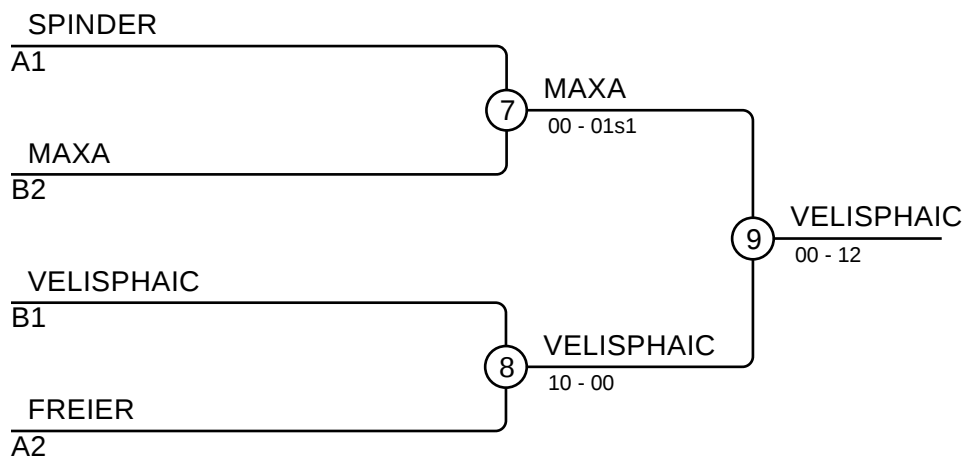 SPINDER
A1
7
MAXA
00 - 01s1
MAXA
B2
9
VELISPHAIC
00 - 12
VELISPHAIC
B1
8
VELISPHAIC
10 - 00
FREIER
A2